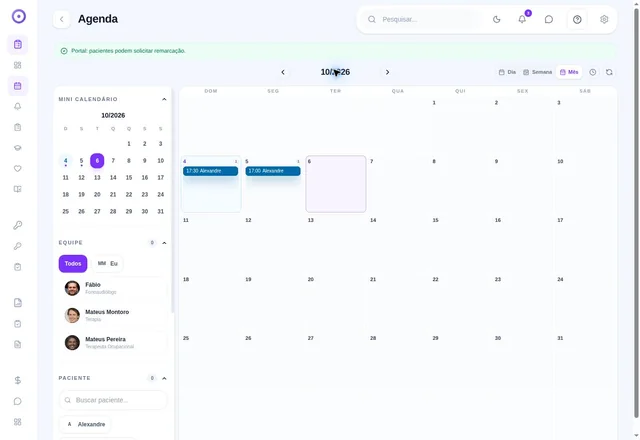 Agenda
Pesquisar...
Portal: pacientes podem solicitar remarcação.
10/2026
Dia
Semana
Mês
MINI CALENDÁRIO
10/2026
D S T Q Q S S
1 2 3
4 5 6 7 8 9 10
11 12 13 14 15 16 17
18 19 20 21 22 23 24
25 26 27 28 29 30 31
EQUIPE
Todos
MM Eu
Fábio
Fonoaudiólogo
Mateus Montoro
Terapia
Mateus Pereira
Terapeuta Ocupacional
PACIENTE
Buscar paciente...
A Alexandre
DOM SEG TER QUA QUI SEX SÁB
1 2 3
4 5 6 7 8 9 10
17:30 Alexandre
17:00 Alexandre
11 12 13 14 15 16 17
18 19 20 21 22 23 24
25 26 27 28 29 30 31